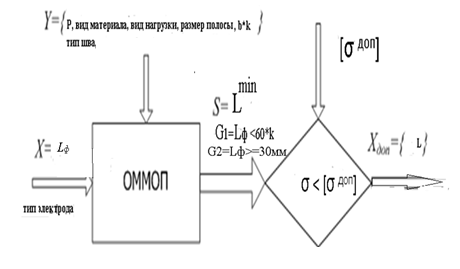 Y={ P, вид материала, вид нагрузки, размер полосы, b*k }
тип шва,
[σ доп]
S= L min
G1=Lф <60*k
G2=Lф>=30мм
X= Lф
ОММОП
σ < [σ доп]
Xдоп={ L}
тип электрода